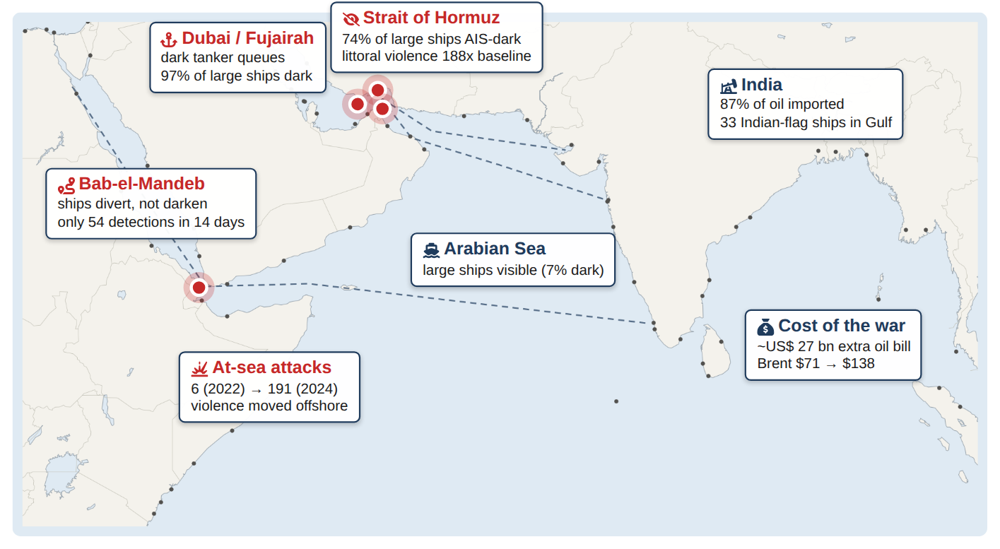 Strait of Hormuz
74% of large ships AIS-dark
littoral violence 188x baseline
Dubai / Fujairah
dark tanker queues
97% of large ships dark
India
87% of oil imported
33 Indian-flag ships in Gulf
Bab-el-Mandeb
ships divert, not darken
only 54 detections in 14 days
Arabian Sea
large ships visible (7% dark)
Cost of the war
~US$ 27 bn extra oil bill
Brent $71 → $138
At-sea attacks
6 (2022) → 191 (2024)
violence moved offshore